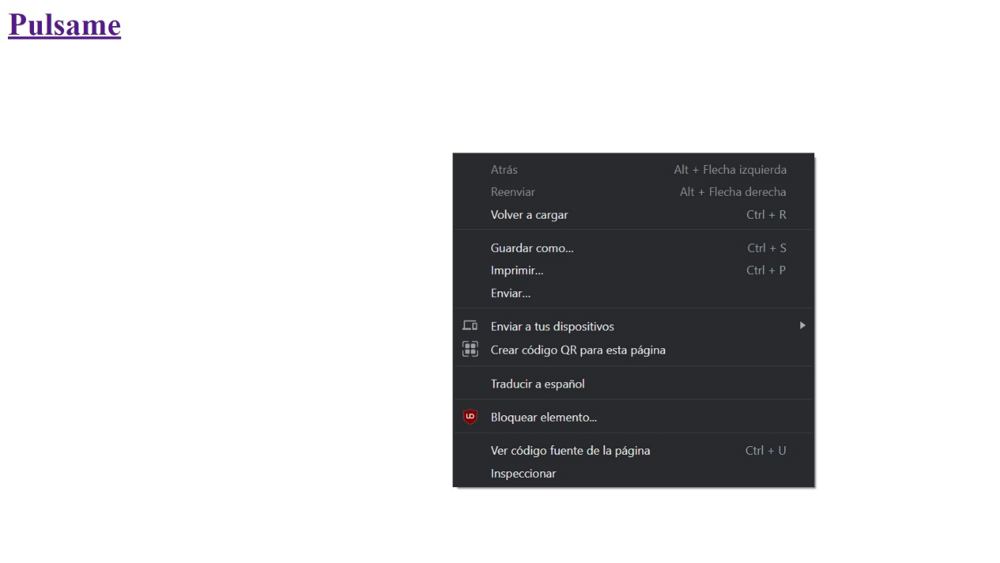 Pulsame
Atrás Alt + Flecha izquierda
Reenviar Alt + Flecha derecha
Volver a cargar Ctrl + R
Guardar como... Ctrl + S
Imprimir... Ctrl + P
Enviar...
Enviar a tus dispositivos
Crear código QR para esta página
Traducir a español
Bloquear elemento...
Ver código fuente de la página Ctrl + U
Inspeccionar